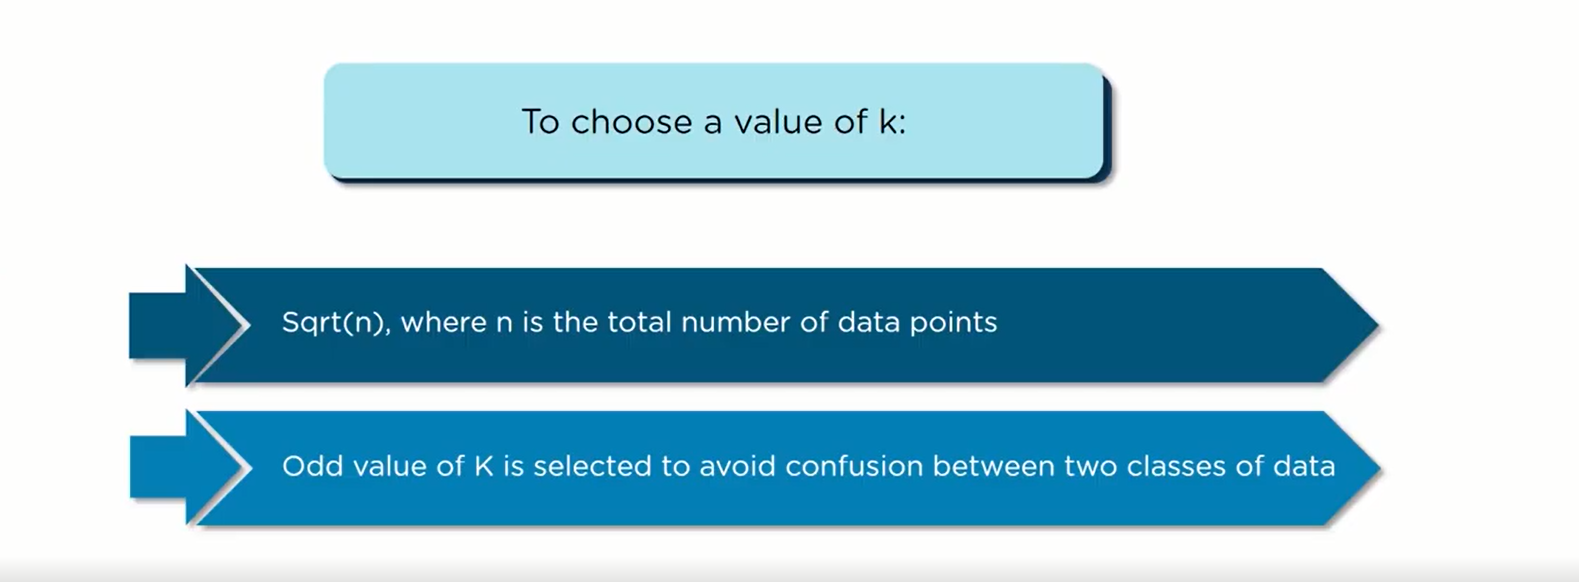 To choose a value of k:
Sqrt(n), where n is the total number of data points
Odd value of K is selected to avoid confusion between two classes of data